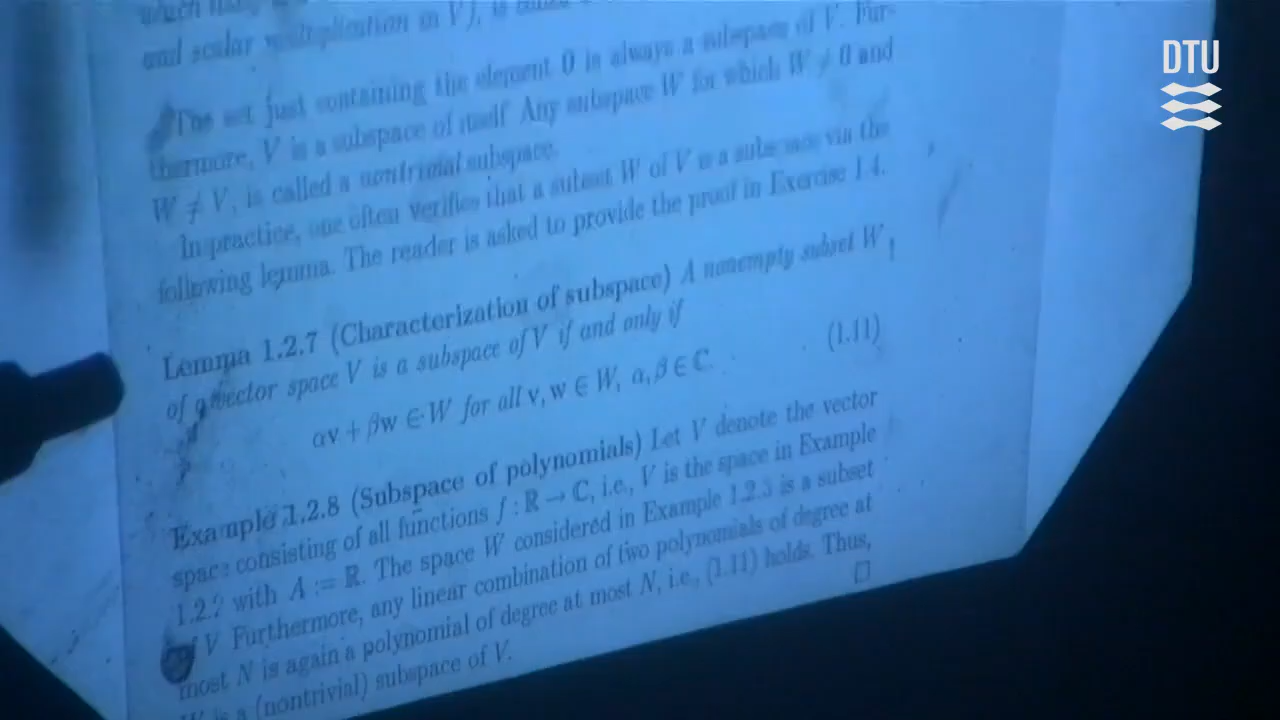 and scalar multiplication in V), is called
The set just containing the element 0 is always a subspace of V. Fur-
thermore, V is a subspace of itself. Any subspace W for which W ≠ 0 and
W ≠ V, is called a nontrivial subspace.
In practice, one often verifies that a subset W of V is a subspace via the
following lemma. The reader is asked to provide the proof in Exercise 1.4.
Lemma 1.2.7 (Characterization of subspace) A nonempty subset W
of a vector space V is a subspace of V if and only if
αv + βw ∈ W for all v, w ∈ W, α, β ∈ C. (1.11)
Example 1.2.8 (Subspace of polynomials) Let V denote the vector
space consisting of all functions f : ℝ → C, i.e., V is the space in Example
1.2.? with A := ℝ. The space W considered in Example 1.2.5 is a subset
of V Furthermore, any linear combination of two polynomials of degree at
most N is again a polynomial of degree at most N, i.e., (1.11) holds. Thus,
W is a (nontrivial) subspace of V. □
DTU